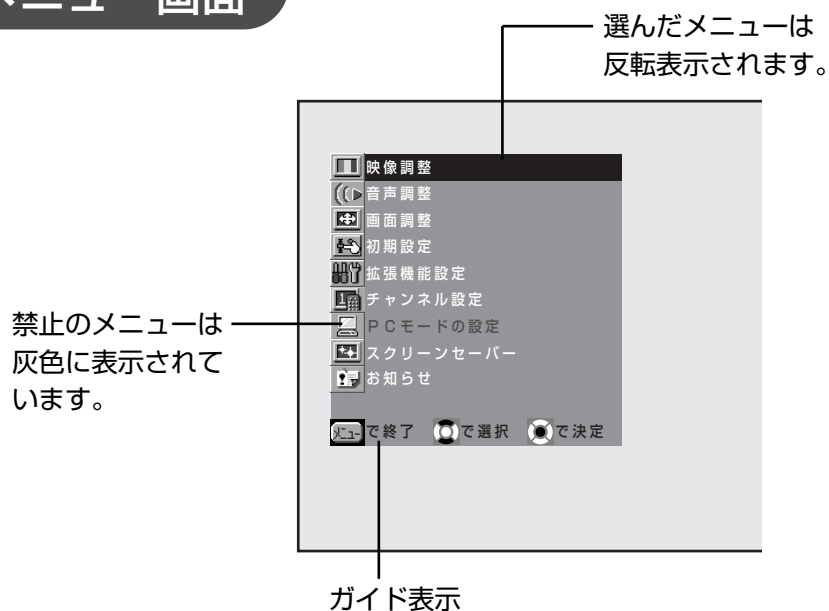 メニュー画面
選んだメニューは
反転表示されます。
映像調整
音声調整
画面調整
初期設定
拡張機能設定
チャンネル設定
PCモードの設定
スクリーンセーバー
お知らせ
メニューで終了 で選択 で決定
禁止のメニューは
灰色に表示されて
います。
ガイド表示